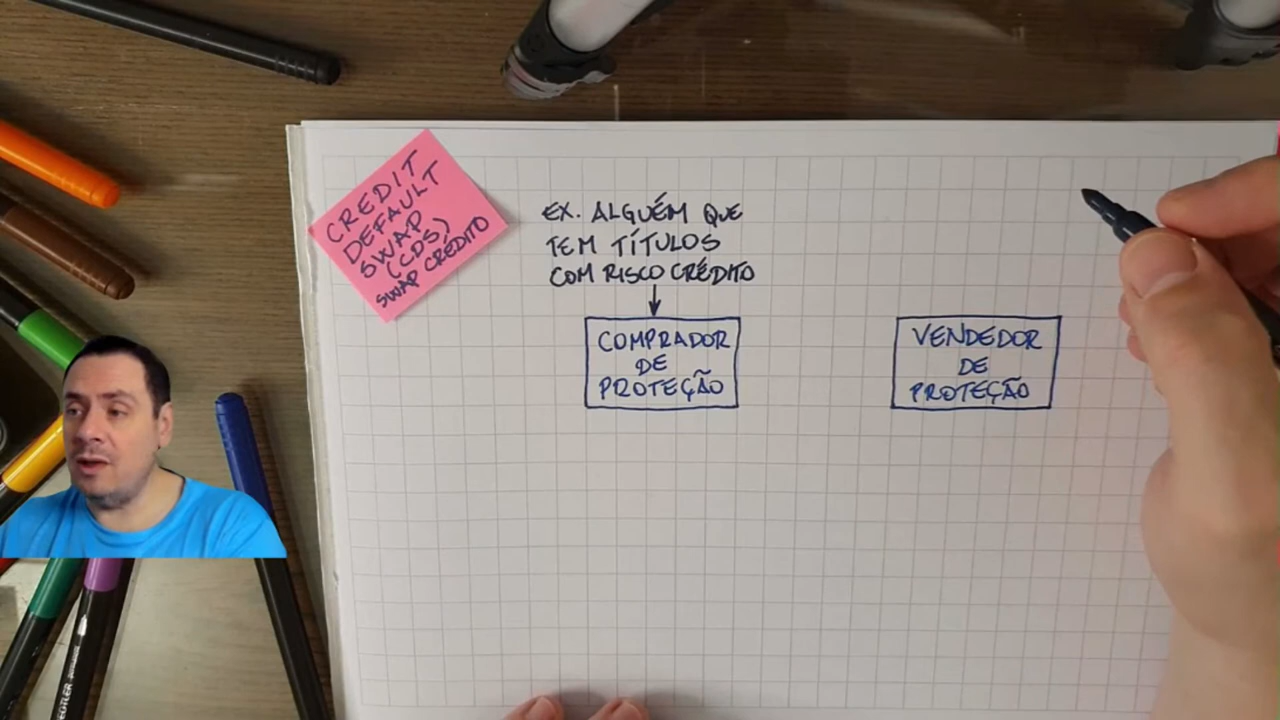 CREDIT
DEFAULT
SWAP
(CDS)
SWAP CRÉDITO
EX. ALGUÉM QUE
TEM TÍTULOS
COM RISCO CRÉDITO
COMPRADOR
DE
PROTEÇÃO
VENDEDOR
DE
PROTEÇÃO